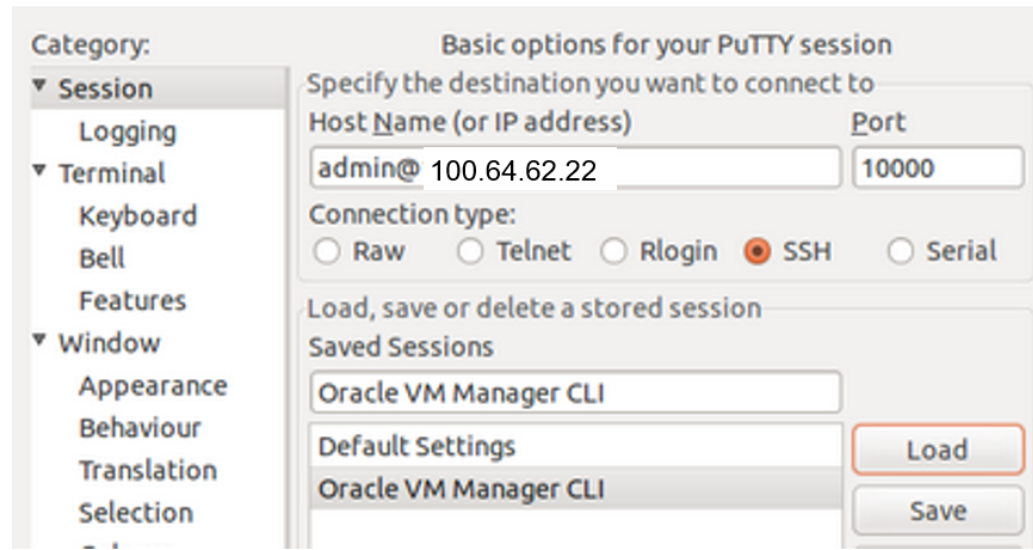 Category:
Basic options for your PuTTY session
Session
Logging
Terminal
Keyboard
Bell
Features
Window
Appearance
Behaviour
Translation
Selection
Specify the destination you want to connect to
Host Name (or IP address) Port
admin@ 100.64.62.22 10000
Connection type:
Raw Telnet Rlogin SSH Serial
Load, save or delete a stored session
Saved Sessions
Oracle VM Manager CLI
Default Settings Load
Oracle VM Manager CLI
Save